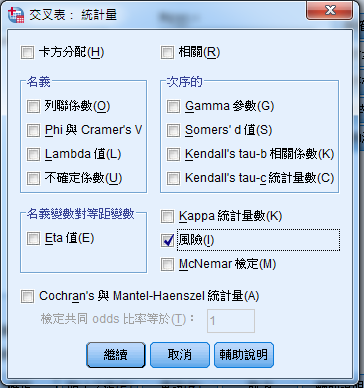 交叉表：統計量
卡方分配(H)
相關(R)
名義
列聯係數(O)
Phi 與 Cramer's V
Lambda 值(L)
不確定係數(U)
次序的
Gamma 參數(G)
Somers' d 值(S)
Kendall's tau-b 相關係數(K)
Kendall's tau-c 統計量數(C)
名義變數對等距變數
Eta 值(E)
Kappa 統計量數(K)
風險(I)
McNemar 檢定(M)
Cochran's 與 Mantel-Haenszel 統計量(A)
檢定共同 odds 比率等於(T)： 1
繼續 取消 輔助說明